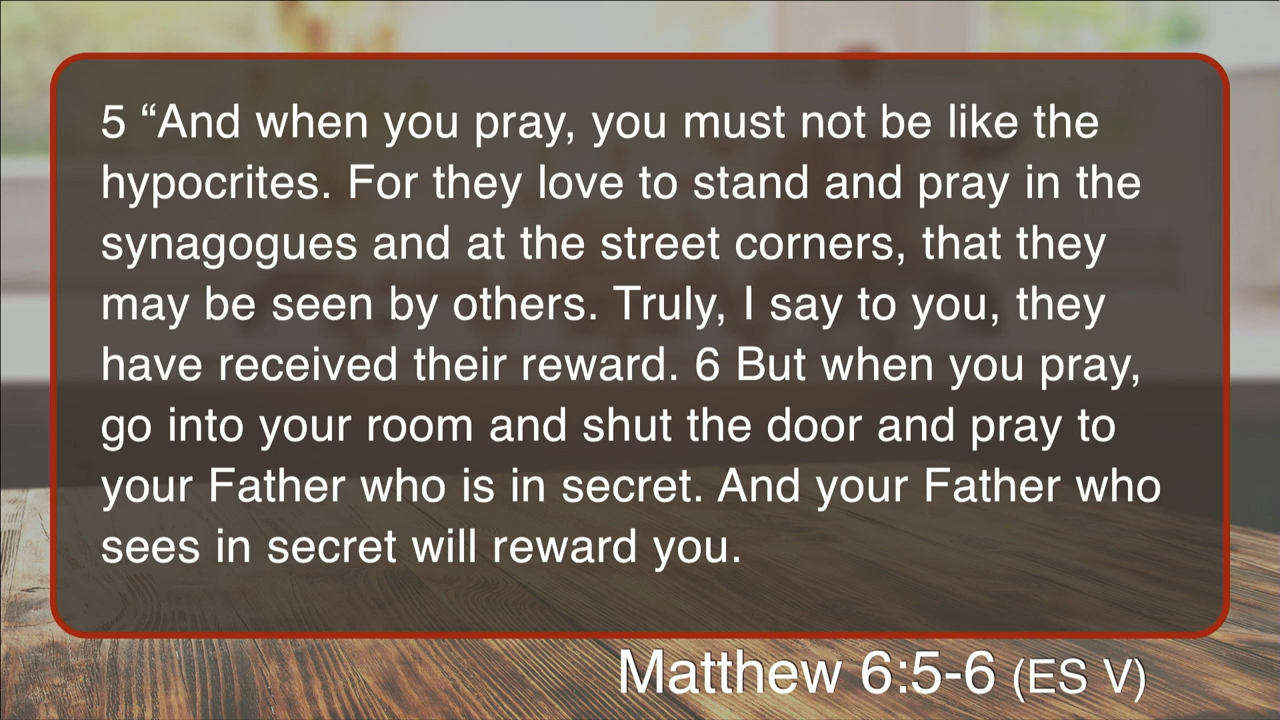 5 “And when you pray, you must not be like the
hypocrites. For they love to stand and pray in the
synagogues and at the street corners, that they
may be seen by others. Truly, I say to you, they
have received their reward. 6 But when you pray,
go into your room and shut the door and pray to
your Father who is in secret. And your Father who
sees in secret will reward you.
Matthew 6:5-6 (ES V)